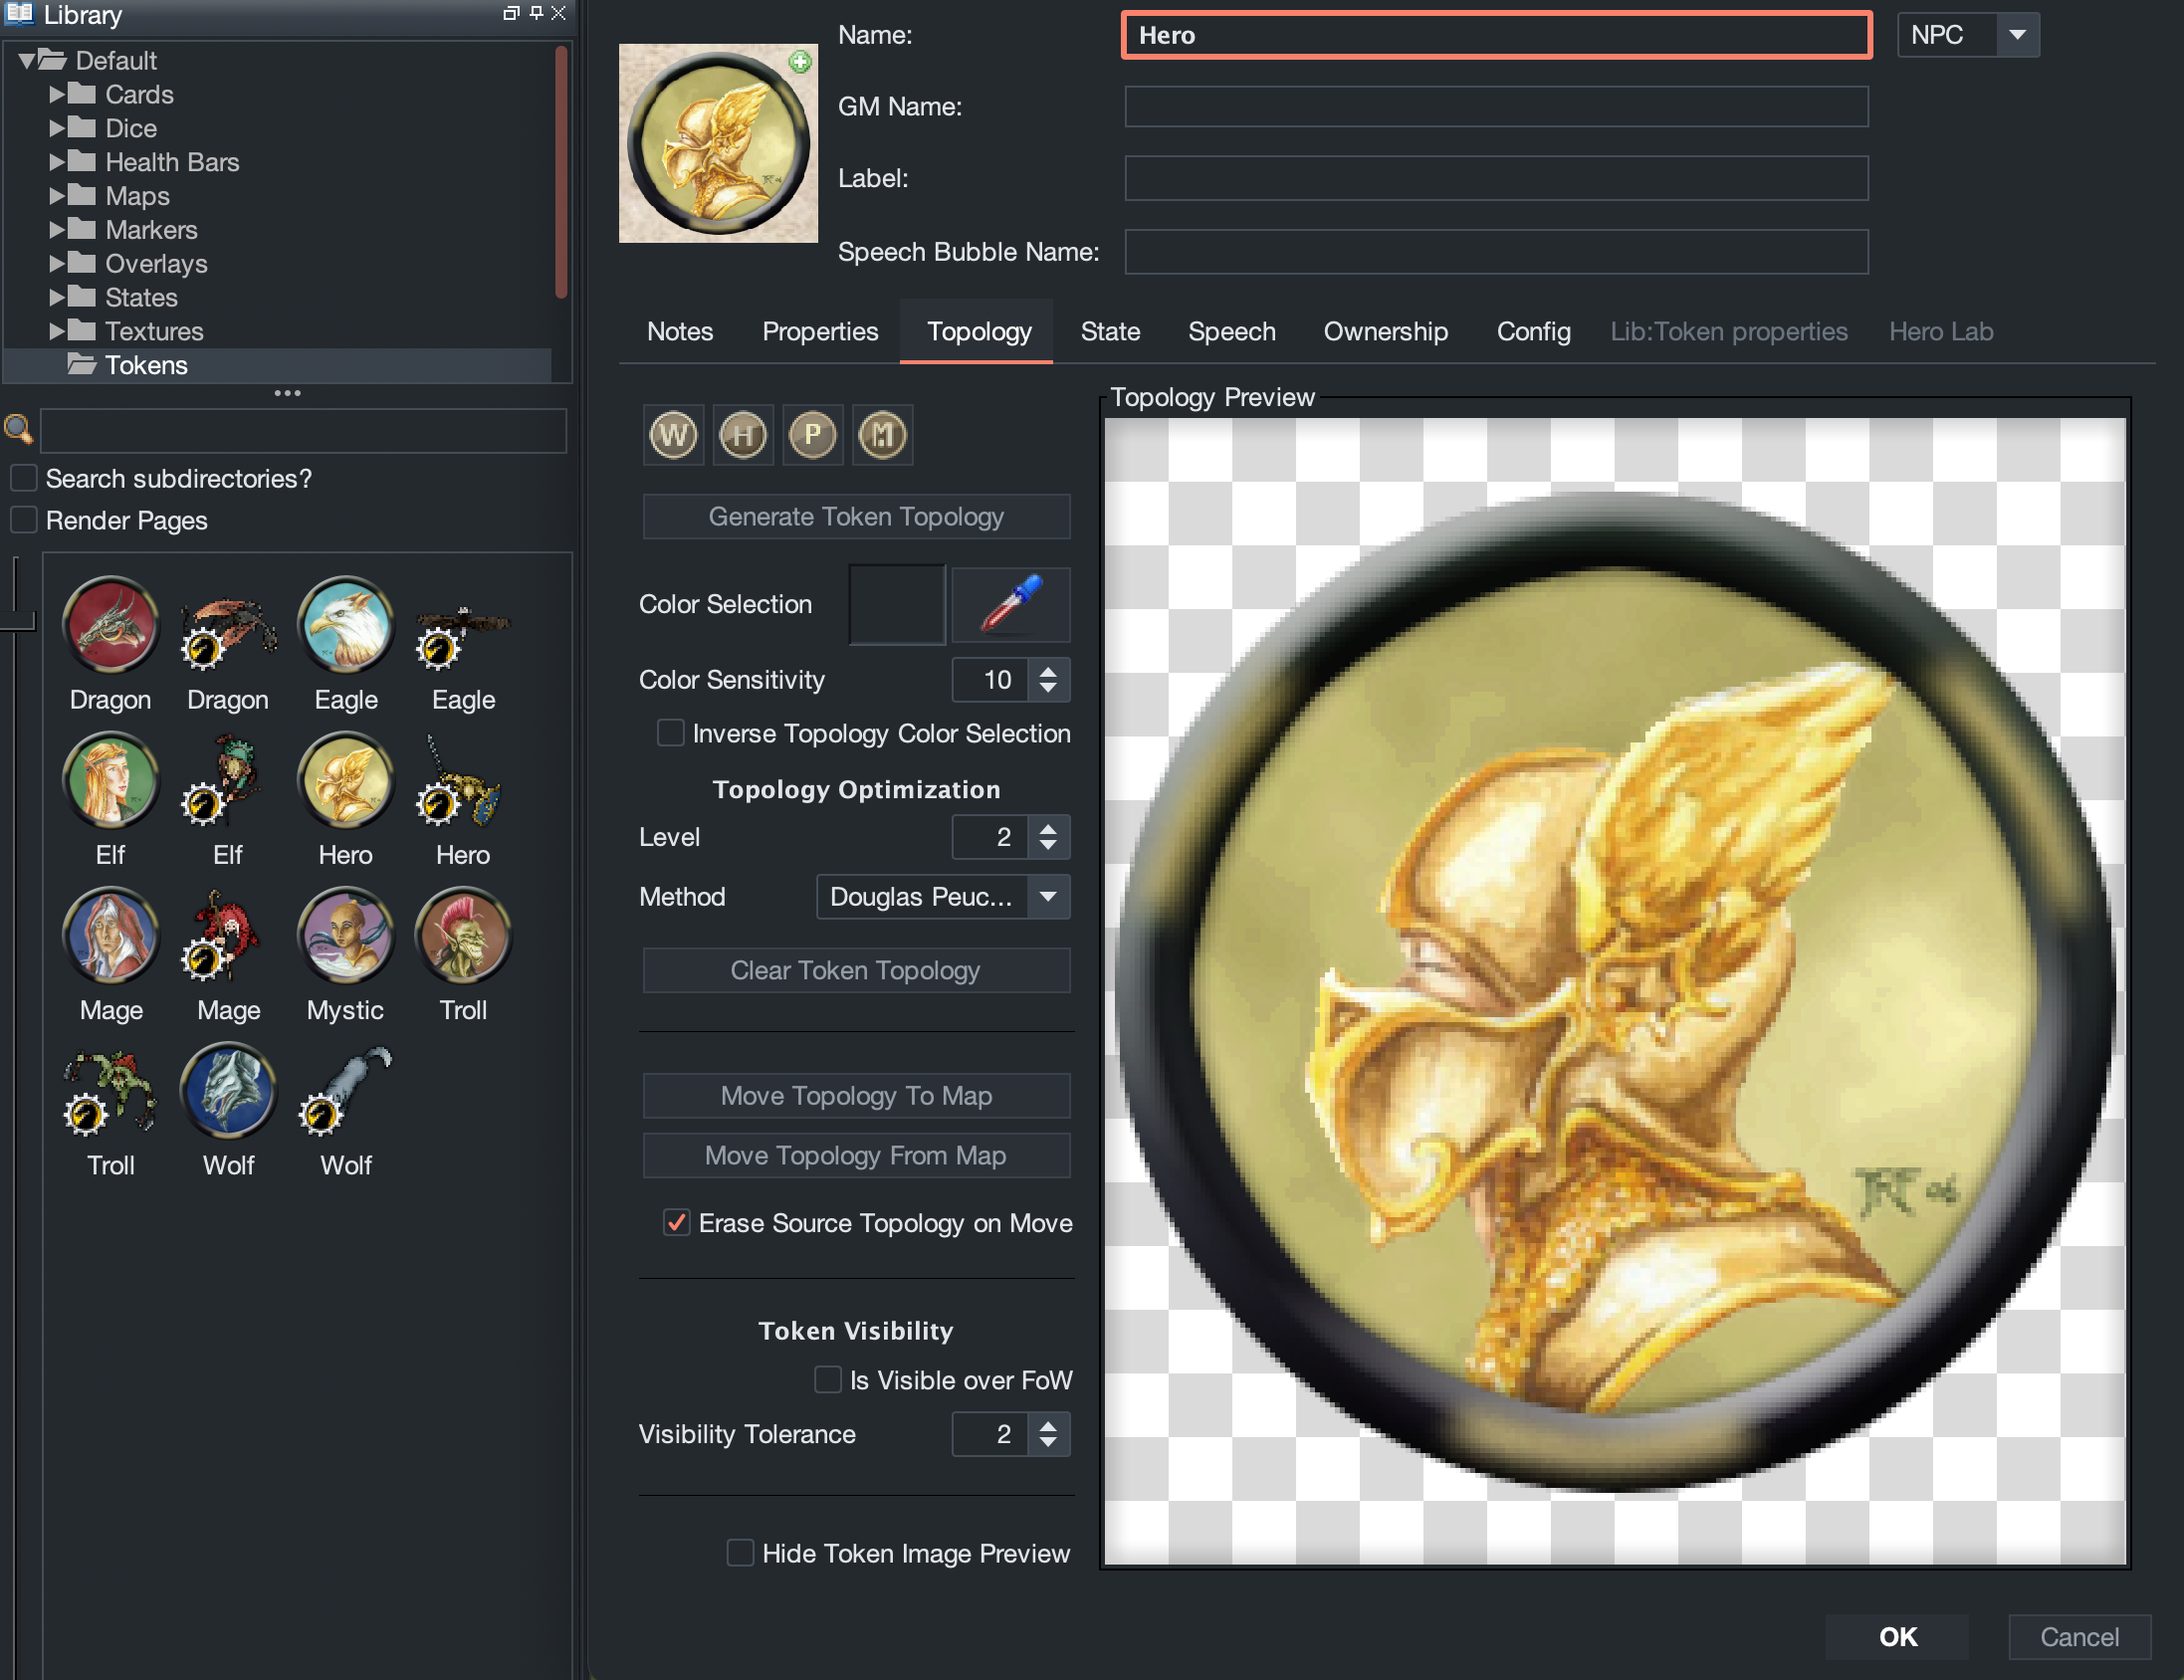 Library
Default
Cards
Dice
Health Bars
Maps
Markers
Overlays
States
Textures
Tokens
Search subdirectories?
Render Pages
Dragon Dragon Eagle Eagle
Elf Elf Hero Hero
Mage Mage Mystic Troll
Troll Wolf Wolf
Name: Hero NPC
GM Name:
Label:
Speech Bubble Name:
Notes Properties Topology State Speech Ownership Config Lib:Token properties Hero Lab
W H P M
Generate Token Topology
Color Selection
Color Sensitivity 10
Inverse Topology Color Selection
Topology Optimization
Level 2
Method Douglas Peuc...
Clear Token Topology
Move Topology To Map
Move Topology From Map
Erase Source Topology on Move
Token Visibility
Is Visible over FoW
Visibility Tolerance 2
Hide Token Image Preview
Topology Preview
OK Cancel